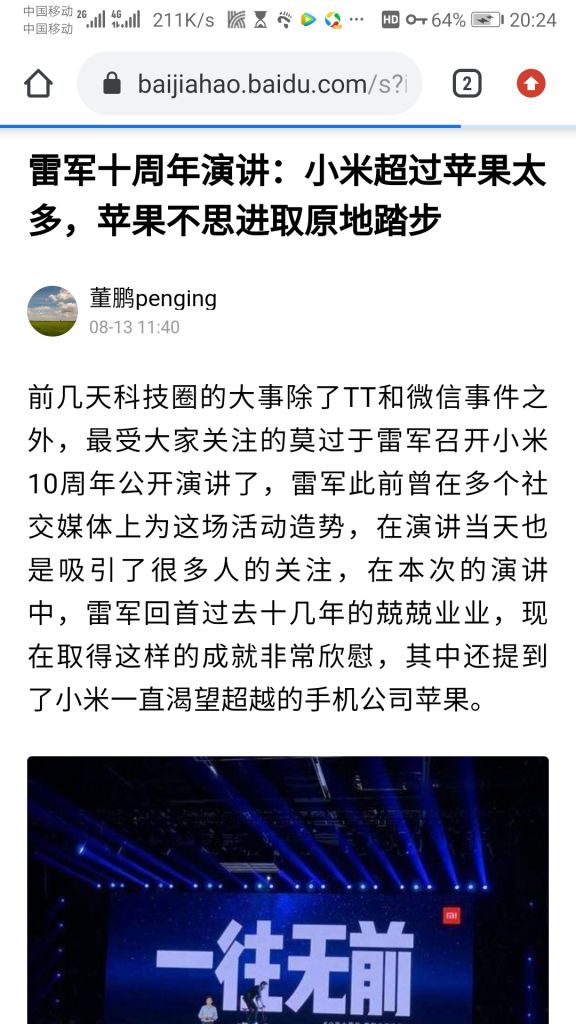 中国移动 2G 4G 211K/s ··· HD 64% 20:24
中国移动
baijiahao.baidu.com/s?i
2
雷军十周年演讲：小米超过苹果太
多，苹果不思进取原地踏步
董鹏penging
08-13 11:40
前几天科技圈的大事除了TT和微信事件之
外，最受大家关注的莫过于雷军召开小米
10周年公开演讲了，雷军此前曾在多个社
交媒体上为这场活动造势，在演讲当天也
是吸引了很多人的关注，在本次的演讲
中，雷军回首过去十几年的兢兢业业，现
在取得这样的成就非常欣慰，其中还提到
了小米一直渴望超越的手机公司苹果。
mi
一往无前